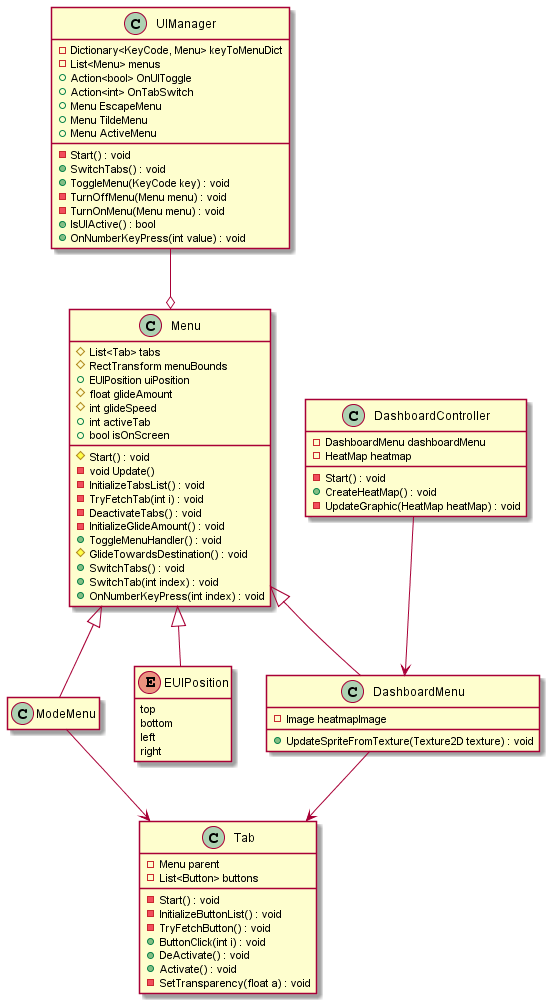 C UIManager
Dictionary<KeyCode, Menu> keyToMenuDict
List<Menu> menus
Action<bool> OnUIToggle
Action<int> OnTabSwitch
Menu EscapeMenu
Menu TildeMenu
Menu ActiveMenu
Start() : void
SwitchTabs() : void
ToggleMenu(KeyCode key) : void
TurnOffMenu(Menu menu) : void
TurnOnMenu(Menu menu) : void
IsUIActive() : bool
OnNumberKeyPress(int value) : void
C Menu
List<Tab> tabs
RectTransform menuBounds
EUIPosition uiPosition
float glideAmount
int glideSpeed
int activeTab
bool isOnScreen
Start() : void
void Update()
InitializeTabsList() : void
TryFetchTab(int i) : void
DeactivateTabs() : void
InitializeGlideAmount() : void
ToggleMenuHandler() : void
GlideTowardsDestination() : void
SwitchTabs() : void
SwitchTab(int index) : void
OnNumberKeyPress(int index) : void
C DashboardController
DashboardMenu dashboardMenu
HeatMap heatmap
Start() : void
CreateHeatMap() : void
UpdateGraphic(HeatMap heatMap) : void
C ModeMenu
E EUIPosition
top
bottom
left
right
C DashboardMenu
Image heatmapImage
UpdateSpriteFromTexture(Texture2D texture) : void
C Tab
Menu parent
List<Button> buttons
Start() : void
InitializeButtonList() : void
TryFetchButton() : void
ButtonClick(int i) : void
DeActivate() : void
Activate() : void
SetTransparency(float a) : void